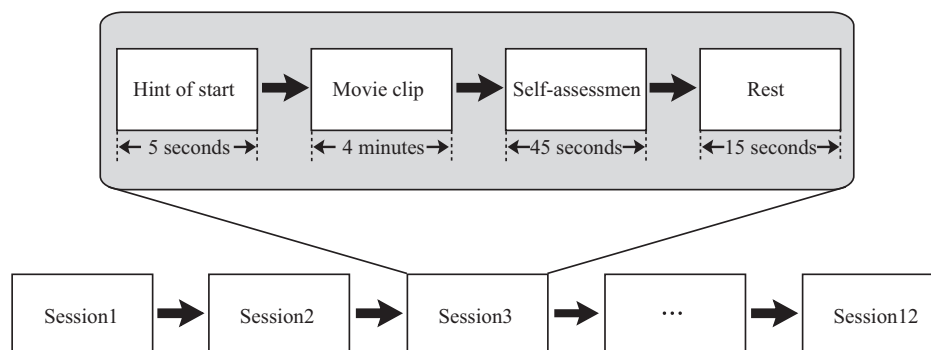 Hint of start
Movie clip
Self-assessmen
Rest
5 seconds
4 minutes
45 seconds
15 seconds
Session1
Session2
Session3
...
Session12